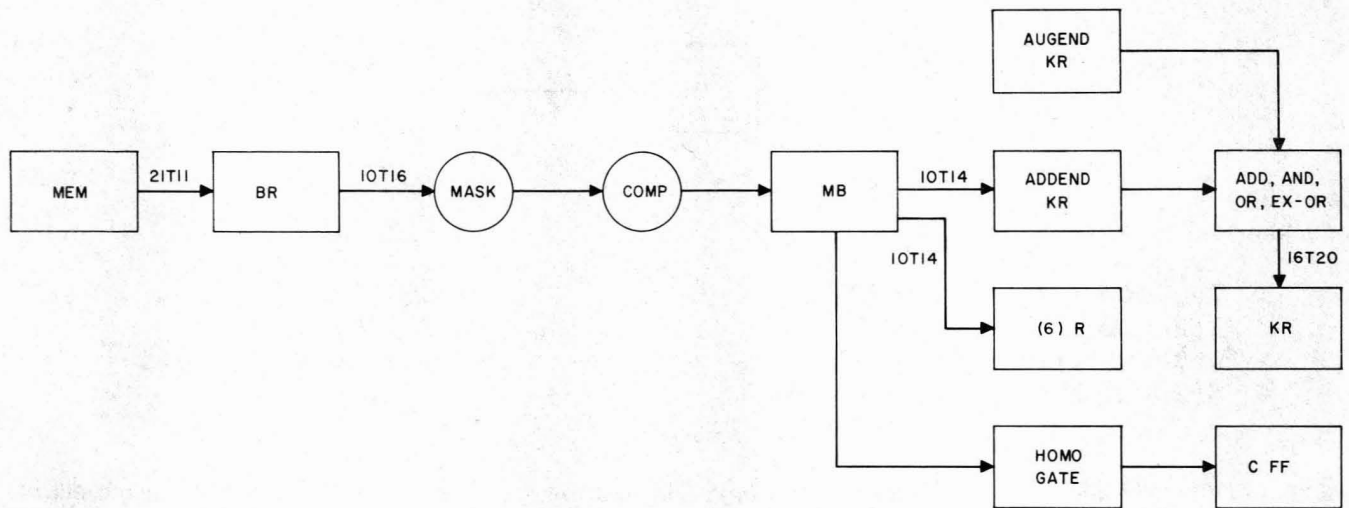 AUGEND
KR
MEM
21T11
BR
10T16
MASK
COMP
MB
10T14
ADDEND
KR
ADD, AND,
OR, EX-OR
10T14
16T20
(6) R
KR
HOMO
GATE
C FF